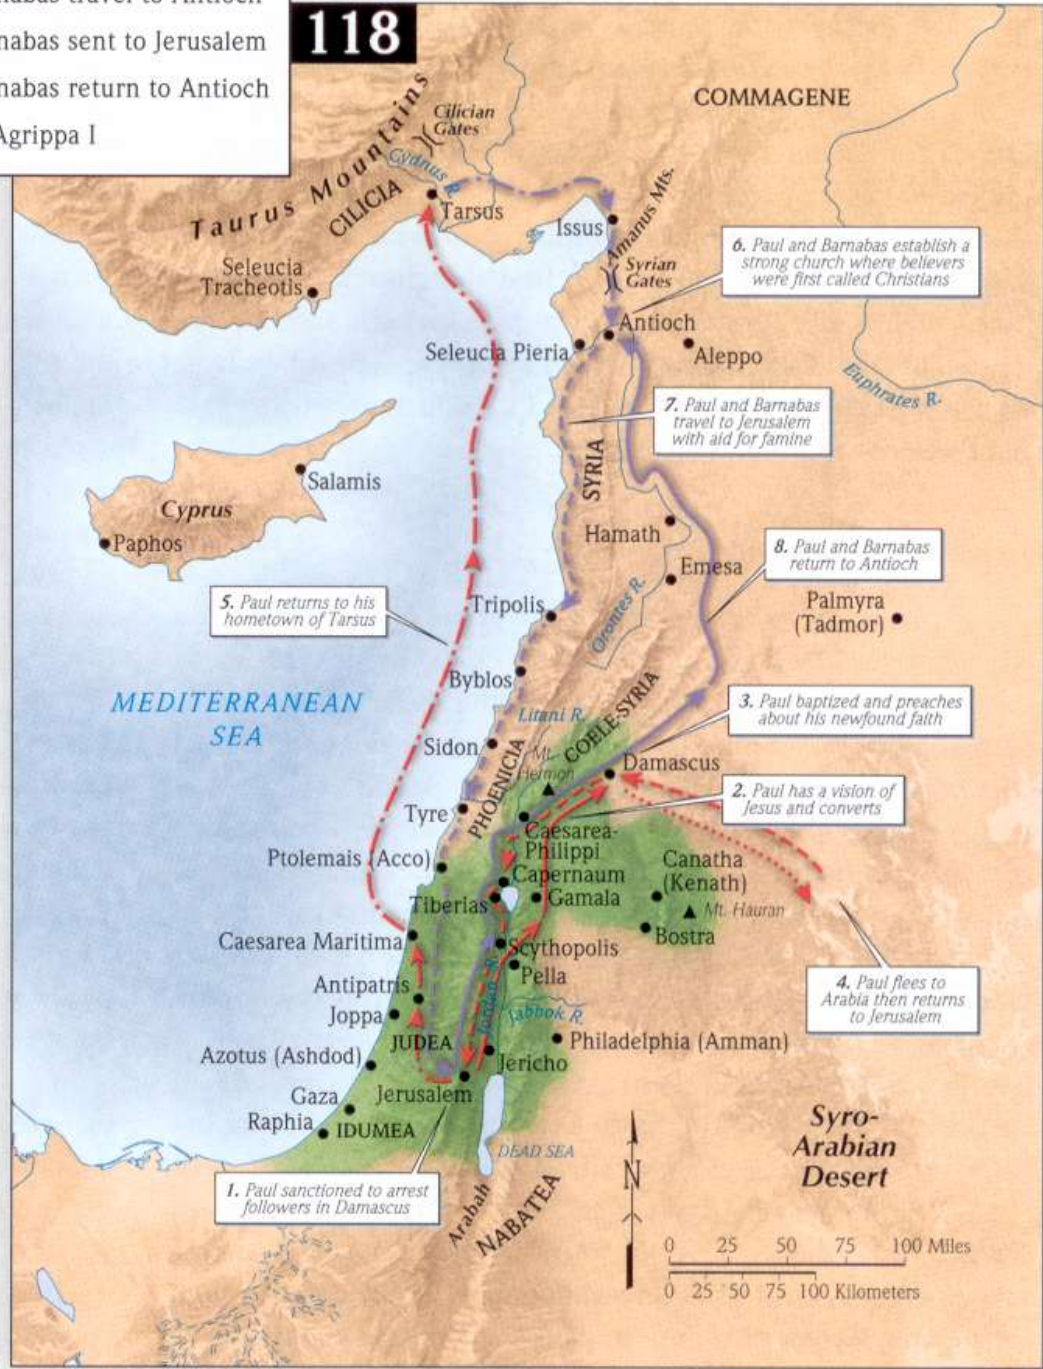 nabas sent to Jerusalem
nabas return to Antioch
Agrippa I
118
COMMAGENE
Cilician
Gates
Taurus Mountains
Cydnus R.
CILICIA
Tarsus
Issus
Amanus Mts.
Syrian
Gates
Seleucia
Tracheotis
6. Paul and Barnabas establish a
strong church where believers
were first called Christians
Antioch
Seleucia Pieria
Aleppo
Euphrates R.
7. Paul and Barnabas
travel to Jerusalem
with aid for famine
SYRIA
Salamis
Cyprus
Paphos
Hamath
8. Paul and Barnabas
return to Antioch
Emesa
5. Paul returns to his
hometown of Tarsus
Tripolis
Orontes R.
Palmyra
(Tadmor)
Byblos
MEDITERRANEAN
SEA
3. Paul baptized and preaches
about his newfound faith
Litani R.
COELE-SYRIA
Sidon
PHOENICIA
Mt.
Hermon
Damascus
2. Paul has a vision of
Jesus and converts
Tyre
Caesarea-
Philippi
Ptolemais (Acco)
Canatha
(Kenath)
Capernaum
Tiberias
Gamala
Mt. Hauran
Bostra
Caesarea Maritima
Scythopolis
Pella
4. Paul flees to
Arabia then returns
to Jerusalem
Antipatris
Joppa
Jordan R.
Jabbok R.
JUDEA
Philadelphia (Amman)
Azotus (Ashdod)
Jericho
Jerusalem
Gaza
Raphia
IDUMEA
Syro-
Arabian
Desert
DEAD SEA
N
1. Paul sanctioned to arrest
followers in Damascus
Arabah
NABATEA
0 25 50 75 100 Miles
0 25 50 75 100 Kilometers